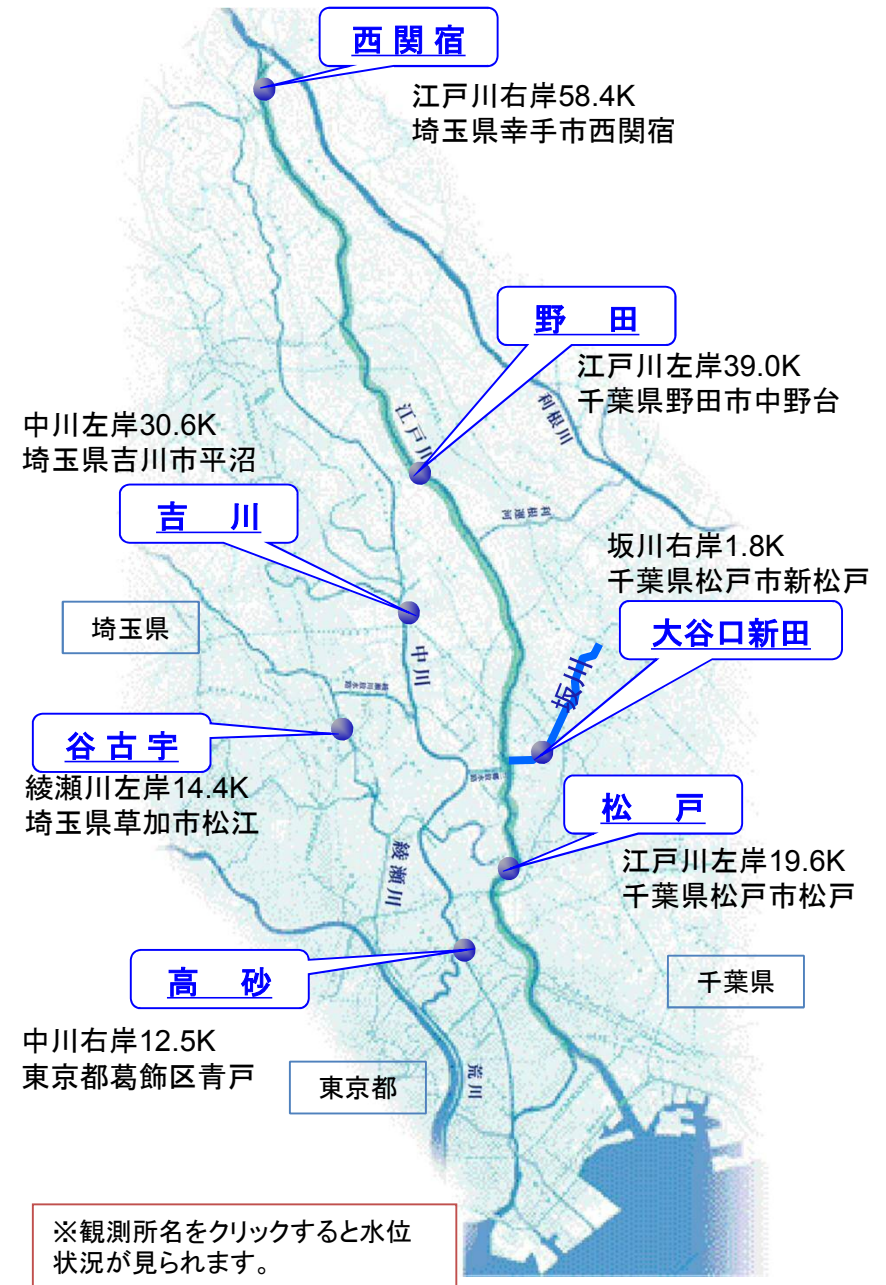 西関宿
江戸川右岸58.4K
埼玉県幸手市西関宿
野 田
江戸川左岸39.0K
千葉県野田市中野台
利根川
江戸川
中川左岸30.6K
埼玉県吉川市平沼
吉 川
利根運河
坂川右岸1.8K
千葉県松戸市新松戸
大谷口新田
埼玉県
中川
坂川
谷古宇
綾瀬川左岸14.4K
埼玉県草加市松江
松 戸
江戸川左岸19.6K
千葉県松戸市松戸
綾瀬川
高 砂
千葉県
中川右岸12.5K
東京都葛飾区青戸
東京都
荒川
※観測所名をクリックすると水位
状況が見られます。